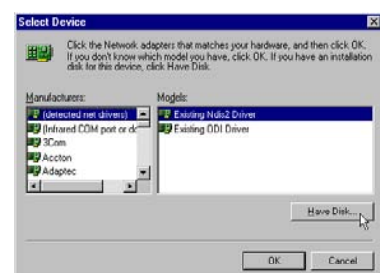 Select Device
Click the Network adapters that matches your hardware, and then click OK.
If you don't know which model you have, click OK. If you have an installation
disk for this device, click Have Disk.
Manufacturers:
Models:
(detected net drivers)
(Infrared COM port or dc
3Com
Accton
Adaptec
Existing Ndis2 Driver
Existing ODI Driver
Have Disk...
OK
Cancel